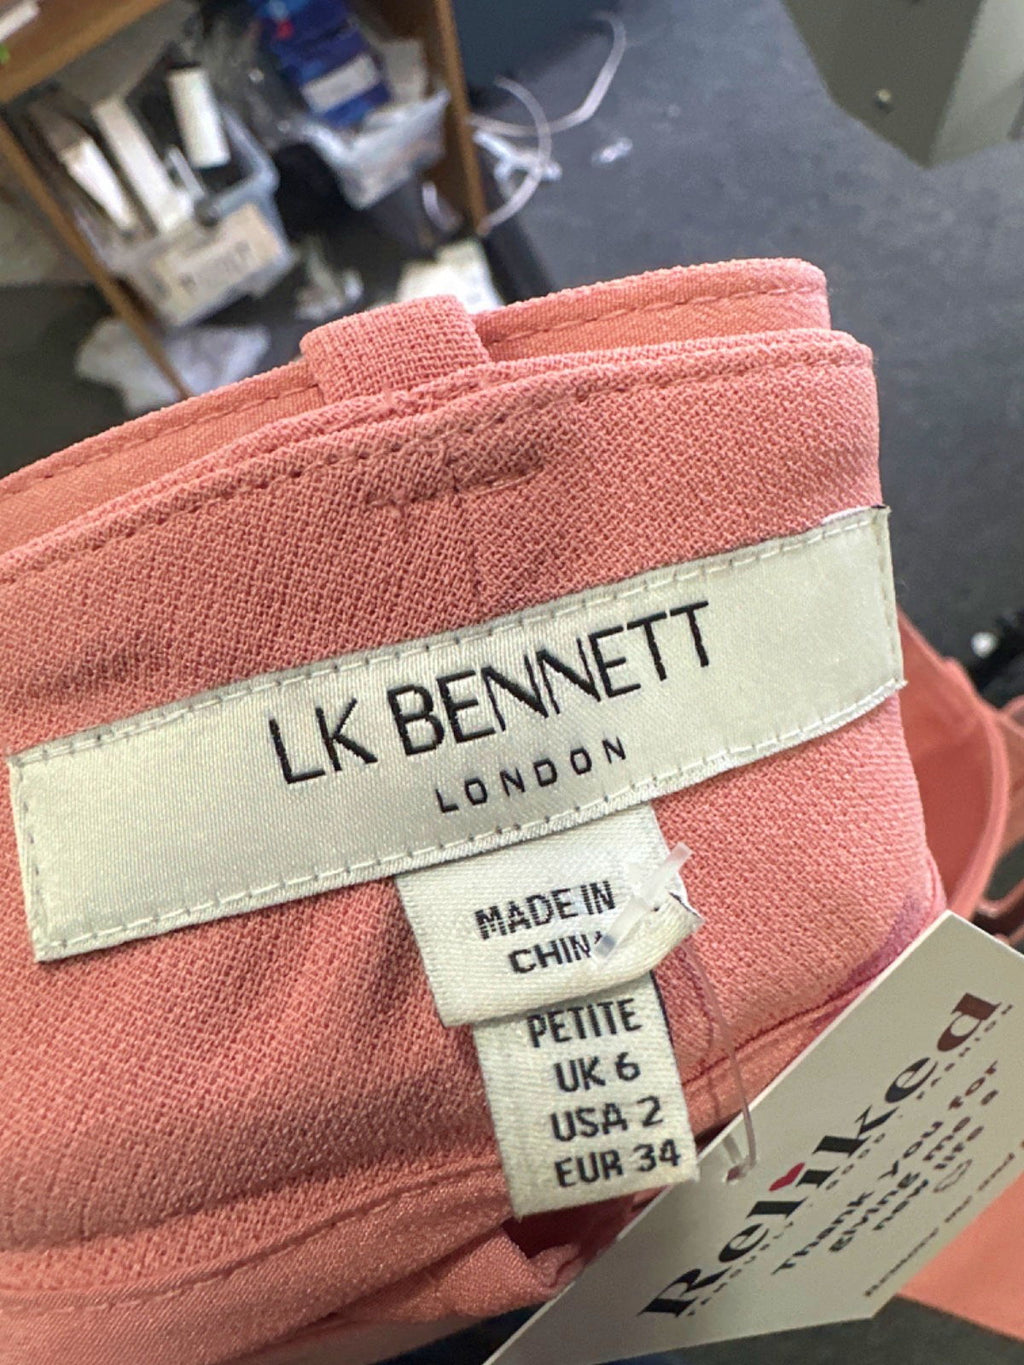 LK BENNETT
LONDON
MADE IN
CHINA
PETITE
UK 6
USA 2
EUR 34
Reliked
Thank you for
giving me a
new life